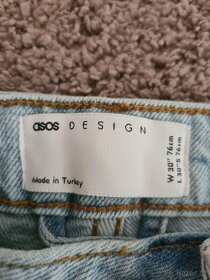 asos DESIGN
Made in Turkey
W 30" 76cm
L 30"S 76cm